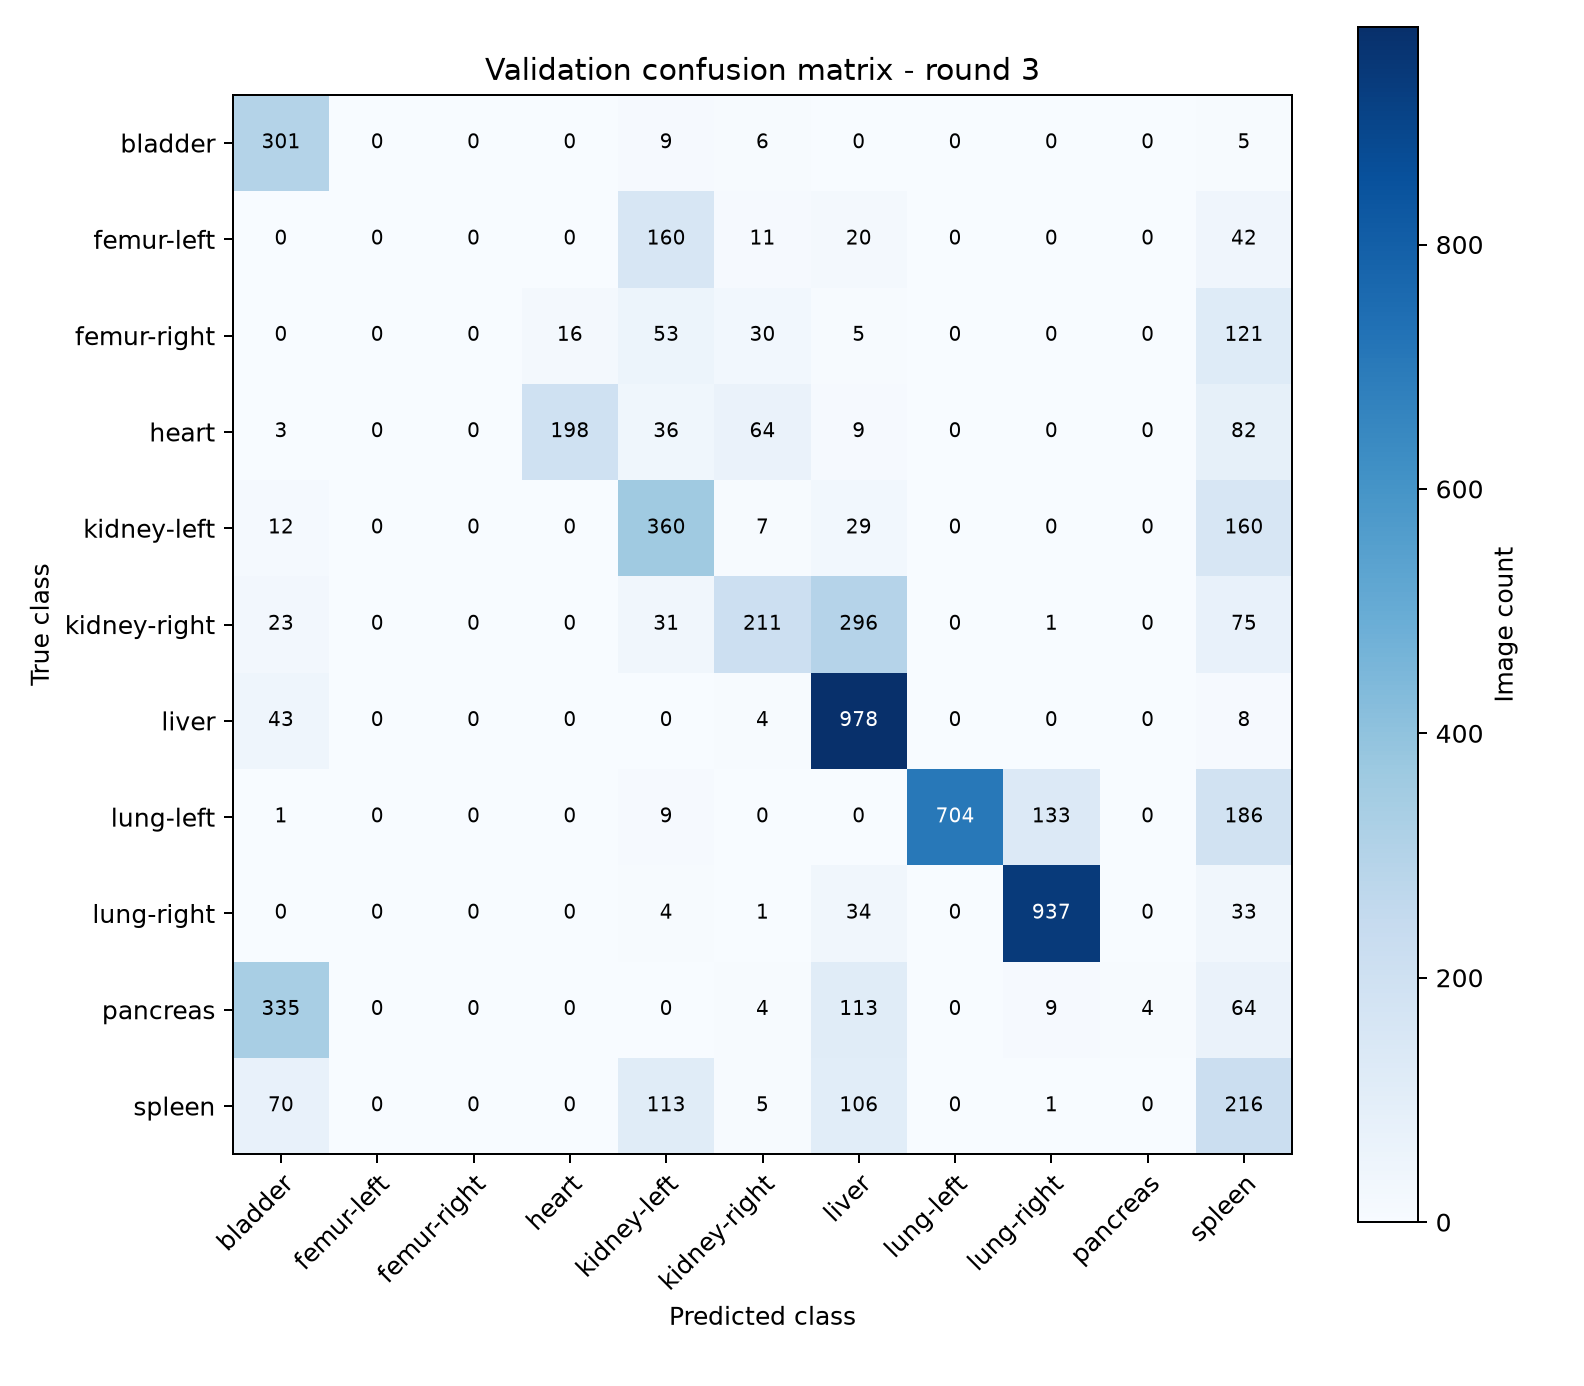 Validation confusion matrix - round 3
bladder 301 0 0 0 9 6 0 0 0 0 5
femur-left 0 0 0 0 160 11 20 0 0 0 42
femur-right 0 0 0 16 53 30 5 0 0 0 121
heart 3 0 0 198 36 64 9 0 0 0 82
kidney-left 12 0 0 0 360 7 29 0 0 0 160
kidney-right 23 0 0 0 31 211 296 0 1 0 75
liver 43 0 0 0 0 4 978 0 0 0 8
lung-left 1 0 0 0 9 0 0 704 133 0 186
lung-right 0 0 0 0 4 1 34 0 937 0 33
pancreas 335 0 0 0 0 4 113 0 9 4 64
spleen 70 0 0 0 113 5 106 0 1 0 216
bladder femur-left femur-right heart kidney-left kidney-right liver lung-left lung-right pancreas spleen
Predicted class
True class
800
600
400
200
0
Image count